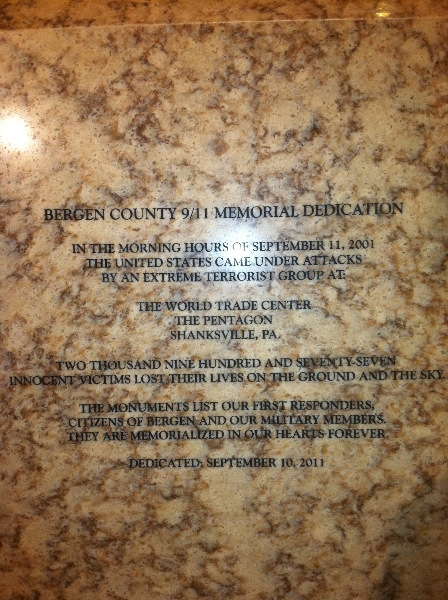 BERGEN COUNTY 9/11 MEMORIAL DEDICATION
IN THE MORNING HOURS OF SEPTEMBER 11, 2001
THE UNITED STATES CAME UNDER ATTACKS
BY AN EXTREME TERRORIST GROUP AT:
THE WORLD TRADE CENTER
THE PENTAGON
SHANKSVILLE, PA.
TWO THOUSAND NINE HUNDRED AND SEVENTY-SEVEN
INNOCENT VICTIMS LOST THEIR LIVES ON THE GROUND AND THE SKY.
THE MONUMENTS LIST OUR FIRST RESPONDERS,
CITIZENS OF BERGEN AND OUR MILITARY MEMBERS.
THEY ARE MEMORIALIZED IN OUR HEARTS FOREVER.
DEDICATED: SEPTEMBER 10, 2011